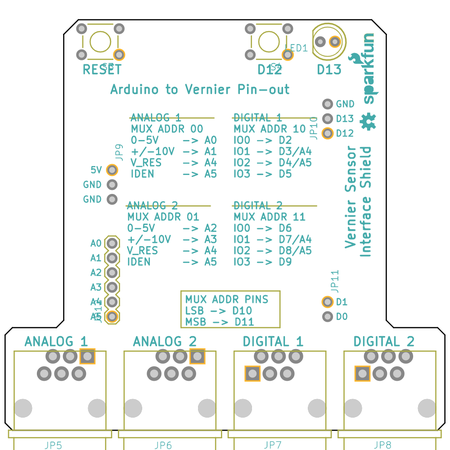 RESET
D12
LED1
D13
sparkfun
Arduino to Vernier Pin-out
GND
D13
D12
JP10
ANALOG 1
MUX ADDR 00
0-5V -> A0
+/-10V -> A1
V_RES -> A4
IDEN -> A5
DIGITAL 1
MUX ADDR 10
IO0 -> D2
IO1 -> D3/A4
IO2 -> D4/A5
IO3 -> D5
JP9
5V
GND
GND
Vernier Sensor
Interface Shield
ANALOG 2
MUX ADDR 01
0-5V -> A2
+/-10V -> A3
V_RES -> A4
IDEN -> A5
DIGITAL 2
MUX ADDR 11
IO0 -> D6
IO1 -> D7/A4
IO2 -> D8/A5
IO3 -> D9
A0
A1
A2
A3
A4
A5
JP11
D1
D0
MUX ADDR PINS
LSB -> D10
MSB -> D11
ANALOG 1
ANALOG 2
DIGITAL 1
DIGITAL 2
JP5
JP6
JP7
JP8